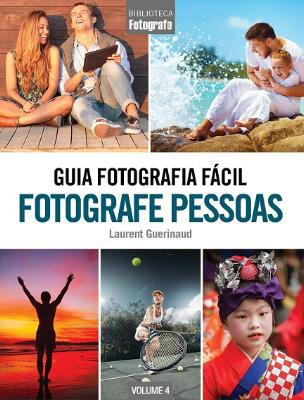 BIBLIOTECA
Fotografe
GUIA FOTOGRAFIA FÁCIL
FOTOGRAFE PESSOAS
Laurent Guerinaud
VOLUME 4